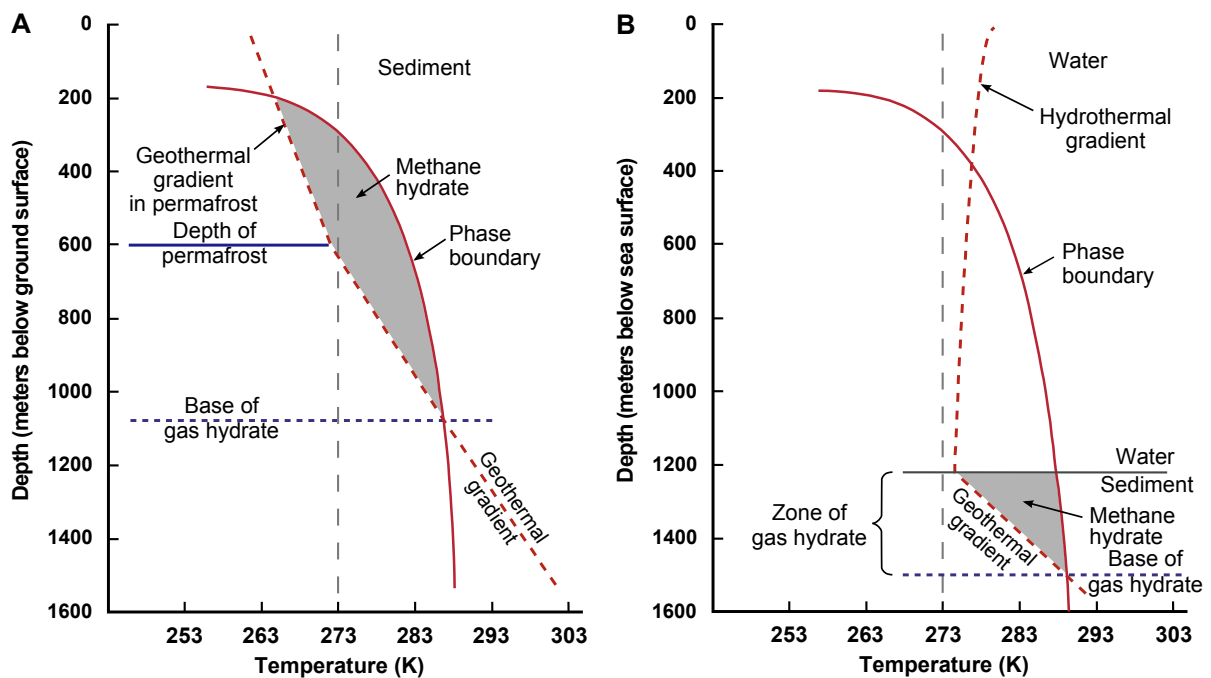 A
Depth (meters below ground surface)
0
200
400
600
800
1000
1200
1400
1600
Sediment
Geothermal
gradient
in permafrost
Methane
hydrate
Depth of
permafrost
Phase
boundary
Base of
gas hydrate
Geothermal
gradient
253
263
273
283
293
303
Temperature (K)
B
Depth (meters below sea surface)
0
200
400
600
800
1000
1200
1400
1600
Water
Hydrothermal
gradient
Phase
boundary
Water
Sediment
Zone of
gas hydrate
Geothermal
gradient
Methane
hydrate
Base of
gas hydrate
253
263
273
283
293
303
Temperature (K)